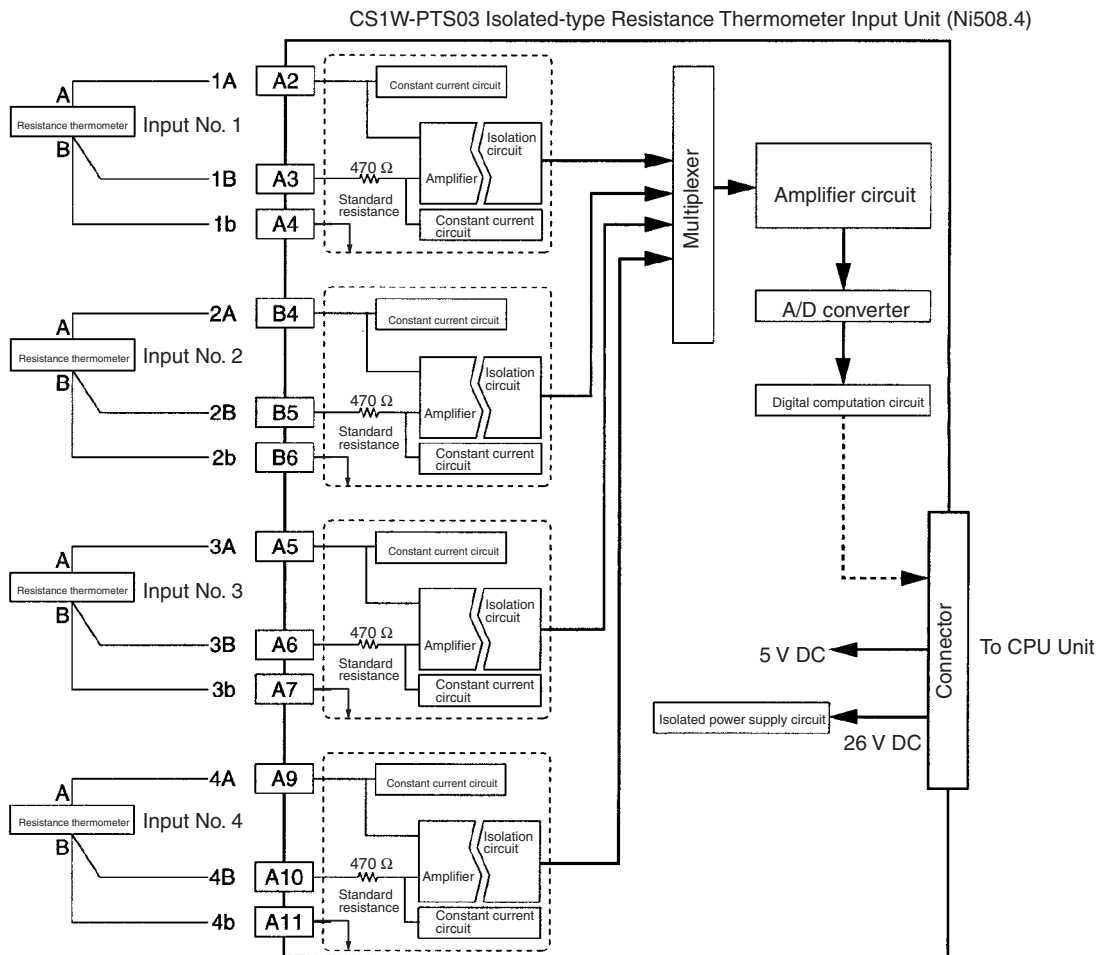 CS1W-PTS03 Isolated-type Resistance Thermometer Input Unit (Ni508.4)
A
Resistance thermometer
B
Input No. 1
1A
A2
1B
A3
1b
A4
Constant current circuit
470 Ω
Standard
resistance
Amplifier
Isolation
circuit
Constant current
circuit
A
Resistance thermometer
B
Input No. 2
2A
B4
2B
B5
2b
B6
Constant current circuit
470 Ω
Standard
resistance
Amplifier
Isolation
circuit
Constant current
circuit
A
Resistance thermometer
B
Input No. 3
3A
A5
3B
A6
3b
A7
Constant current circuit
470 Ω
Standard
resistance
Amplifier
Isolation
circuit
Constant current
circuit
A
Resistance thermometer
B
Input No. 4
4A
A9
4B
A10
4b
A11
Constant current circuit
470 Ω
Standard
resistance
Amplifier
Isolation
circuit
Constant current
circuit
Multiplexer
Amplifier circuit
A/D converter
Digital computation circuit
Connector
To CPU Unit
5 V DC
Isolated power supply circuit
26 V DC